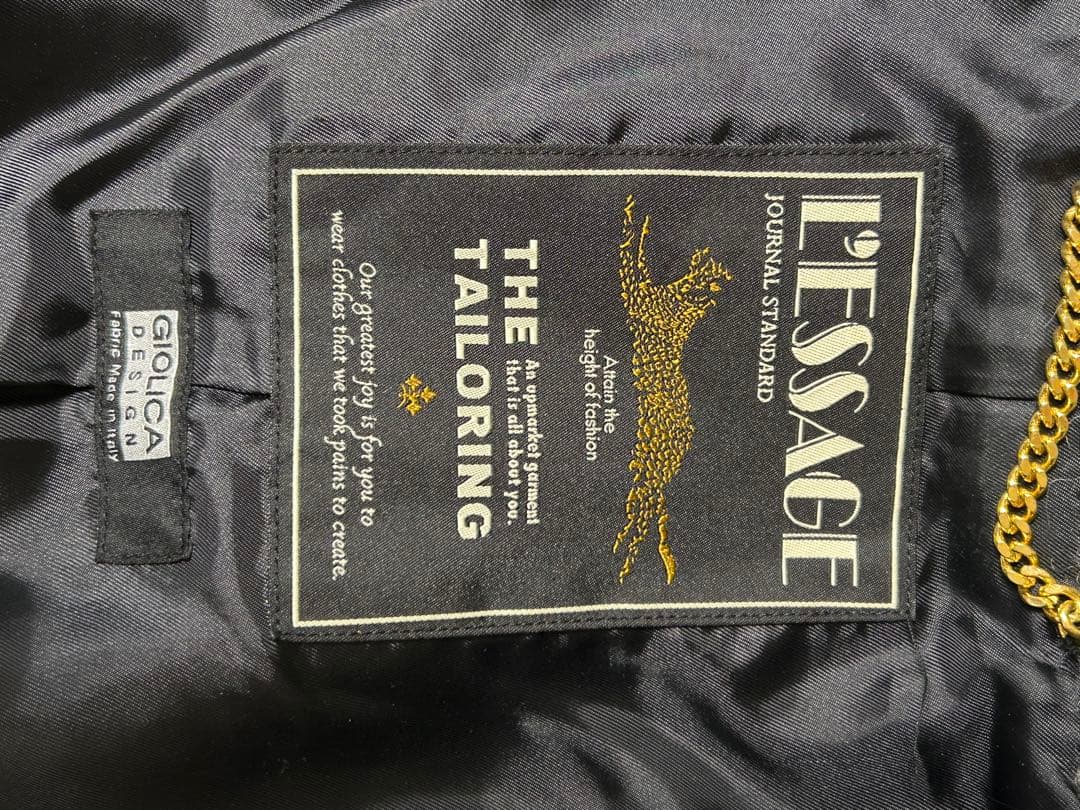 L'ESSAGE
JOURNAL STANDARD
Attain the
height of fashion
THE An upmarket garment
that is all about you.
TAILORING
Our greatest joy is for you to
wear clothes that we took pains to create.
GIOLICA
DESIGN
Fabric Made in Italy